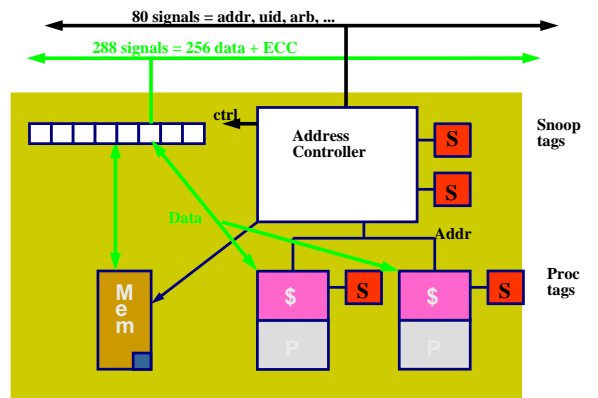 80 signals = addr, uid, arb, ...
288 signals = 256 data + ECC
ctrl
Address
Controller
S
Snoop
tags
S
Data
Addr
M
e
m
$
S
$
S
Proc
tags
P
P